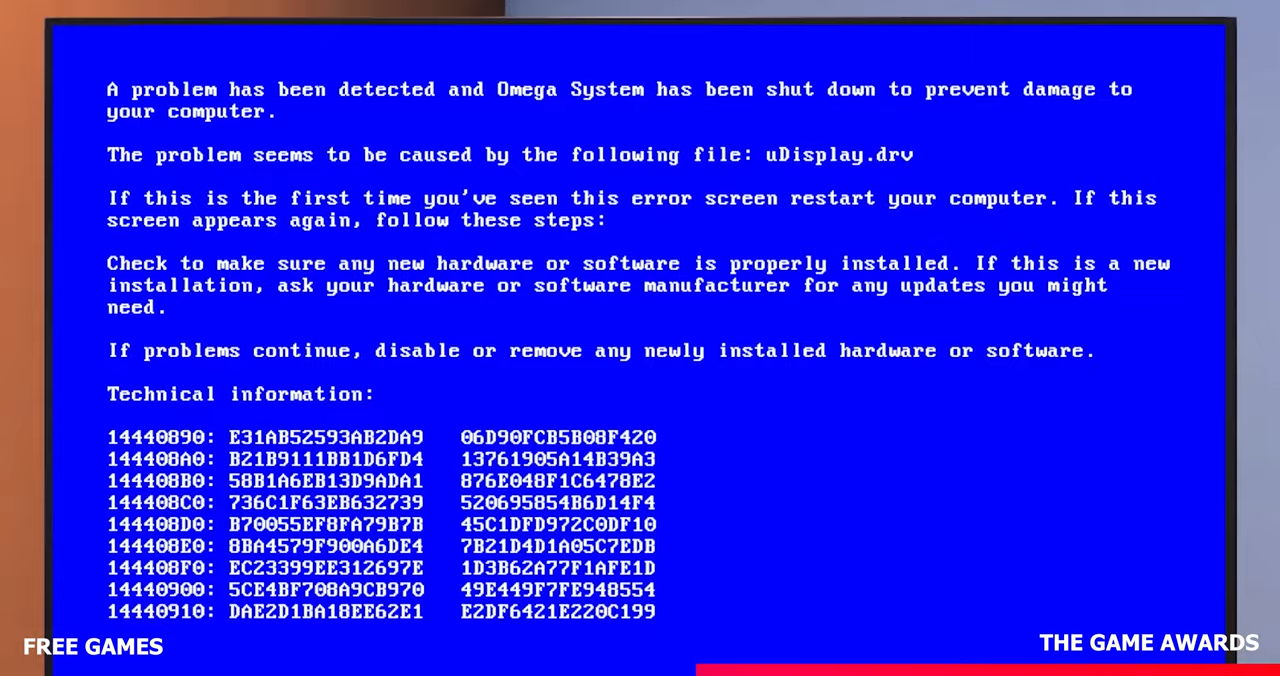 A problem has been detected and Omega System has been shut down to prevent damage to
your computer.
The problem seems to be caused by the following file: uDisplay.drv
If this is the first time you've seen this error screen restart your computer. If this
screen appears again, follow these steps:
Check to make sure any new hardware or software is properly installed. If this is a new
installation, ask your hardware or software manufacturer for any updates you might
need.
If problems continue, disable or remove any newly installed hardware or software.
Technical information:
14440890: E31AB52593AB2DA9 06D90FCB5B08F420
144408A0: B21B9111BB1D6FD4 13761905A14B39A3
144408B0: 58B1A6EB13D9ADA1 876E048F1C6478E2
144408C0: 736C1F63EB632739 520695854B6D14F4
144408D0: B70055EF8FA79B7B 45C1DFD972C0DF10
144408E0: 8BA4579F900A6DE4 7B21D4D1A05C7EDB
144408F0: EC23399EE312697E 1D3B62A77F1AFE1D
14440900: 5CE4BF708A9CB970 49E449F7FE948554
14440910: DAE2D1BA18EE62E1 E2DF6421E220C199
FREE GAMES
THE GAME AWARDS